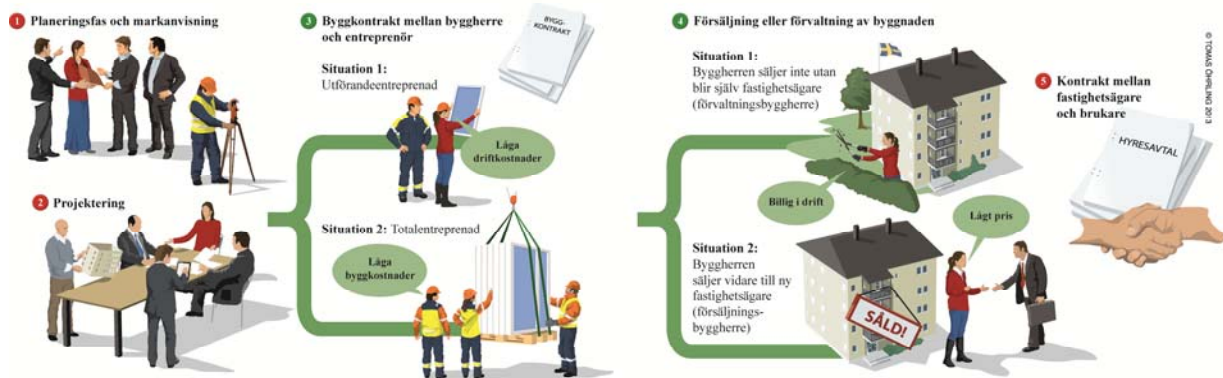 1 Planeringsfas och markanvisning
2 Projektering
3 Byggkontrakt mellan byggherre
och entreprenör
BYGG-
KONTRAKT
Situation 1:
Utförandeentreprenad
Låga
driftkostnader
Situation 2: Totalentreprenad
Låga
byggkostnader
4 Försäljning eller förvaltning av byggnaden
Situation 1:
Byggherren säljer inte utan
blir själv fastighetsägare
(förvaltningsbyggherre)
Billig i drift
Situation 2:
Byggherren
säljer vidare till ny
fastighetsägare
(försäljnings-
byggherre)
SÅLD!
Lågt pris
5 Kontrakt mellan
fastighetsägare
och brukare
HYRESAVTAL
© TOMAS ÖHRLING 2013